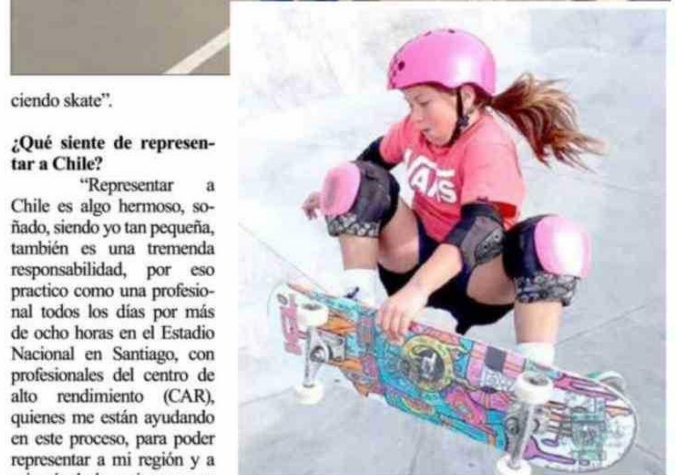 ciendo skate”.
¿Qué siente de represen-
tar a Chile?
“Representar a
Chile es algo hermoso, so-
ñado, siendo yo tan pequeña,
también es una tremenda
responsabilidad, por eso
practico como una profesio-
nal todos los días por más
de ocho horas en el Estadio
Nacional en Santiago, con
profesionales del centro de
alto rendimiento (CAR),
quienes me están ayudando
en este proceso, para poder
representar a mi región y a
VANS